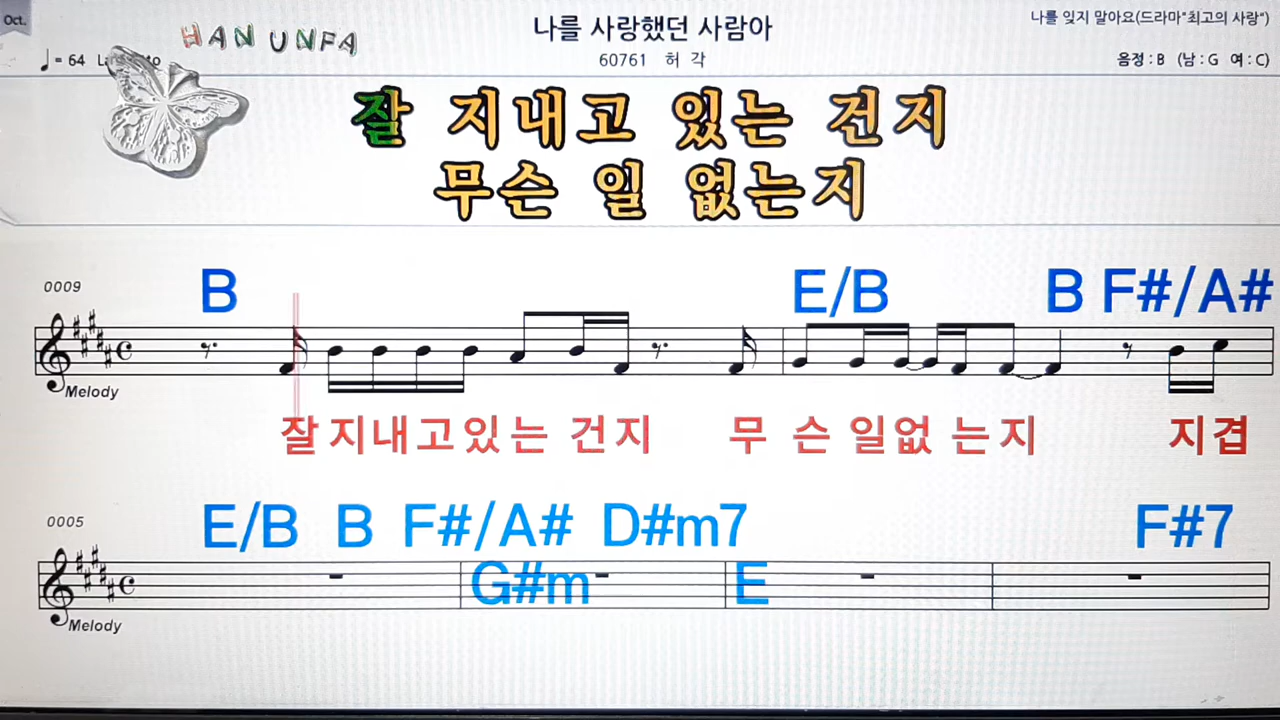 Oct.
나를 사랑했던 사람아
나를 잊지 말아요(드라마"최고의 사랑")
HAN UNFA
♩= 64
60761 허 각
음정 : B (남 : G 여 : C)
잘 지내고 있는 건지
무슨 일 없는지
0009
B E/B B F#/A#
Melody
잘지내고있는 건지 무 슨 일없 는지 지겹
0005
E/B B F#/A# D#m7 F#7
G#m E
Melody